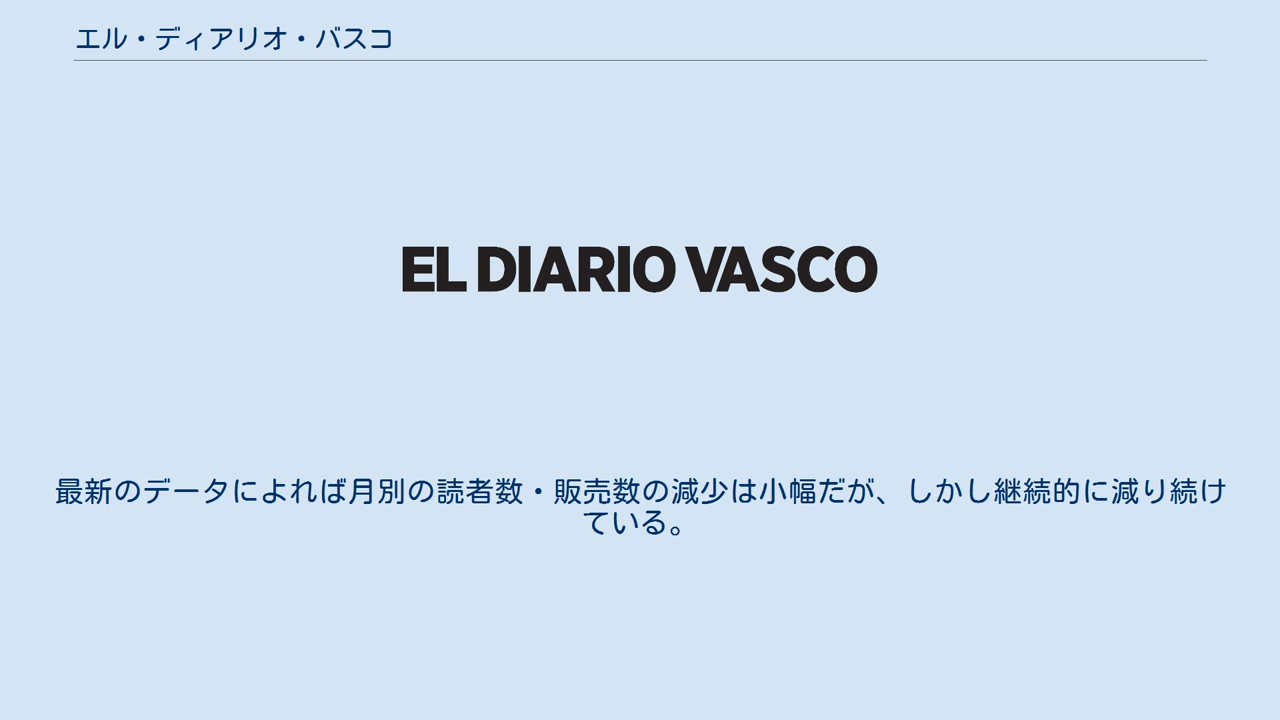 エル・ディアリオ・バスコ
EL DIARIO VASCO
最新のデータによれば月別の読者数・販売数の減少は小幅だが、しかし継続的に減り続け
ている。